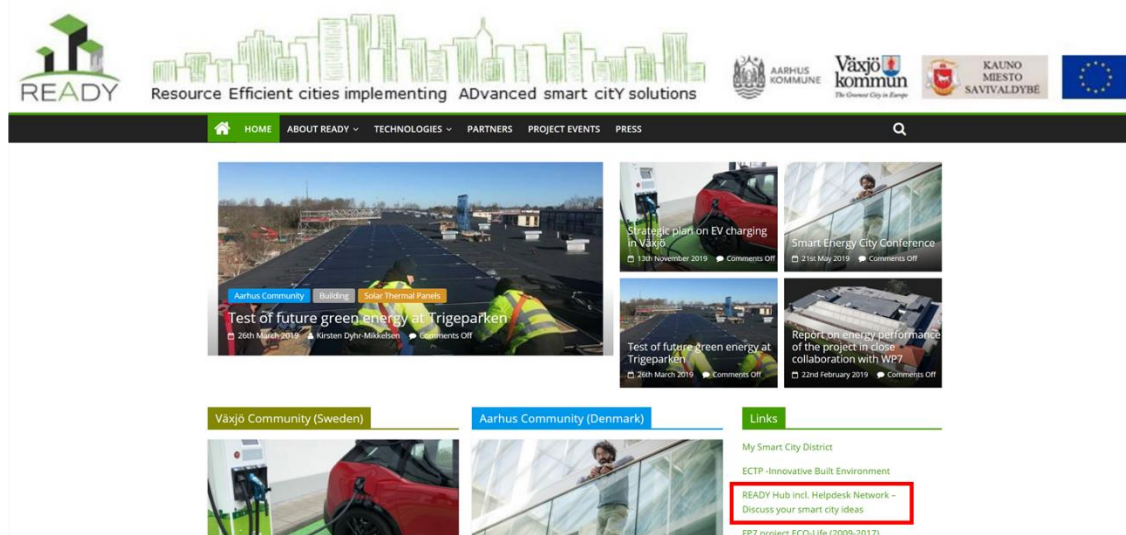 READY
Resource Efficient cities implementing ADvanced smart citY solutions
AARHUS
KOMMUNE
Växjö
kommun
The Greenest City in Europe
KAUNO
MIESTO
SAVIVALDYBĖ
HOME ABOUT READY TECHNOLOGIES PARTNERS PROJECT EVENTS PRESS
Aarhus Community Building Solar Thermal Panels
Test of future green energy at Trigeparken
26th March 2019 Kirsten Dyhr-Mikkelsen Comments Off
Strategic plan on EV charging
in Växjö
13th November 2019 Comments Off
Smart Energy City Conference
21st May 2019 Comments Off
Test of future green energy at
Trigeparken
26th March 2019 Comments Off
Report on energy performance
of the project in close
collaboration with WP7
22nd February 2019 Comments Off
Växjö Community (Sweden)
Aarhus Community (Denmark)
Links
My Smart City District
ECTP -Innovative Built Environment
READY Hub incl. Helpdesk Network –
Discuss your smart city ideas
FP7 project ECO-Life (2009-2017)